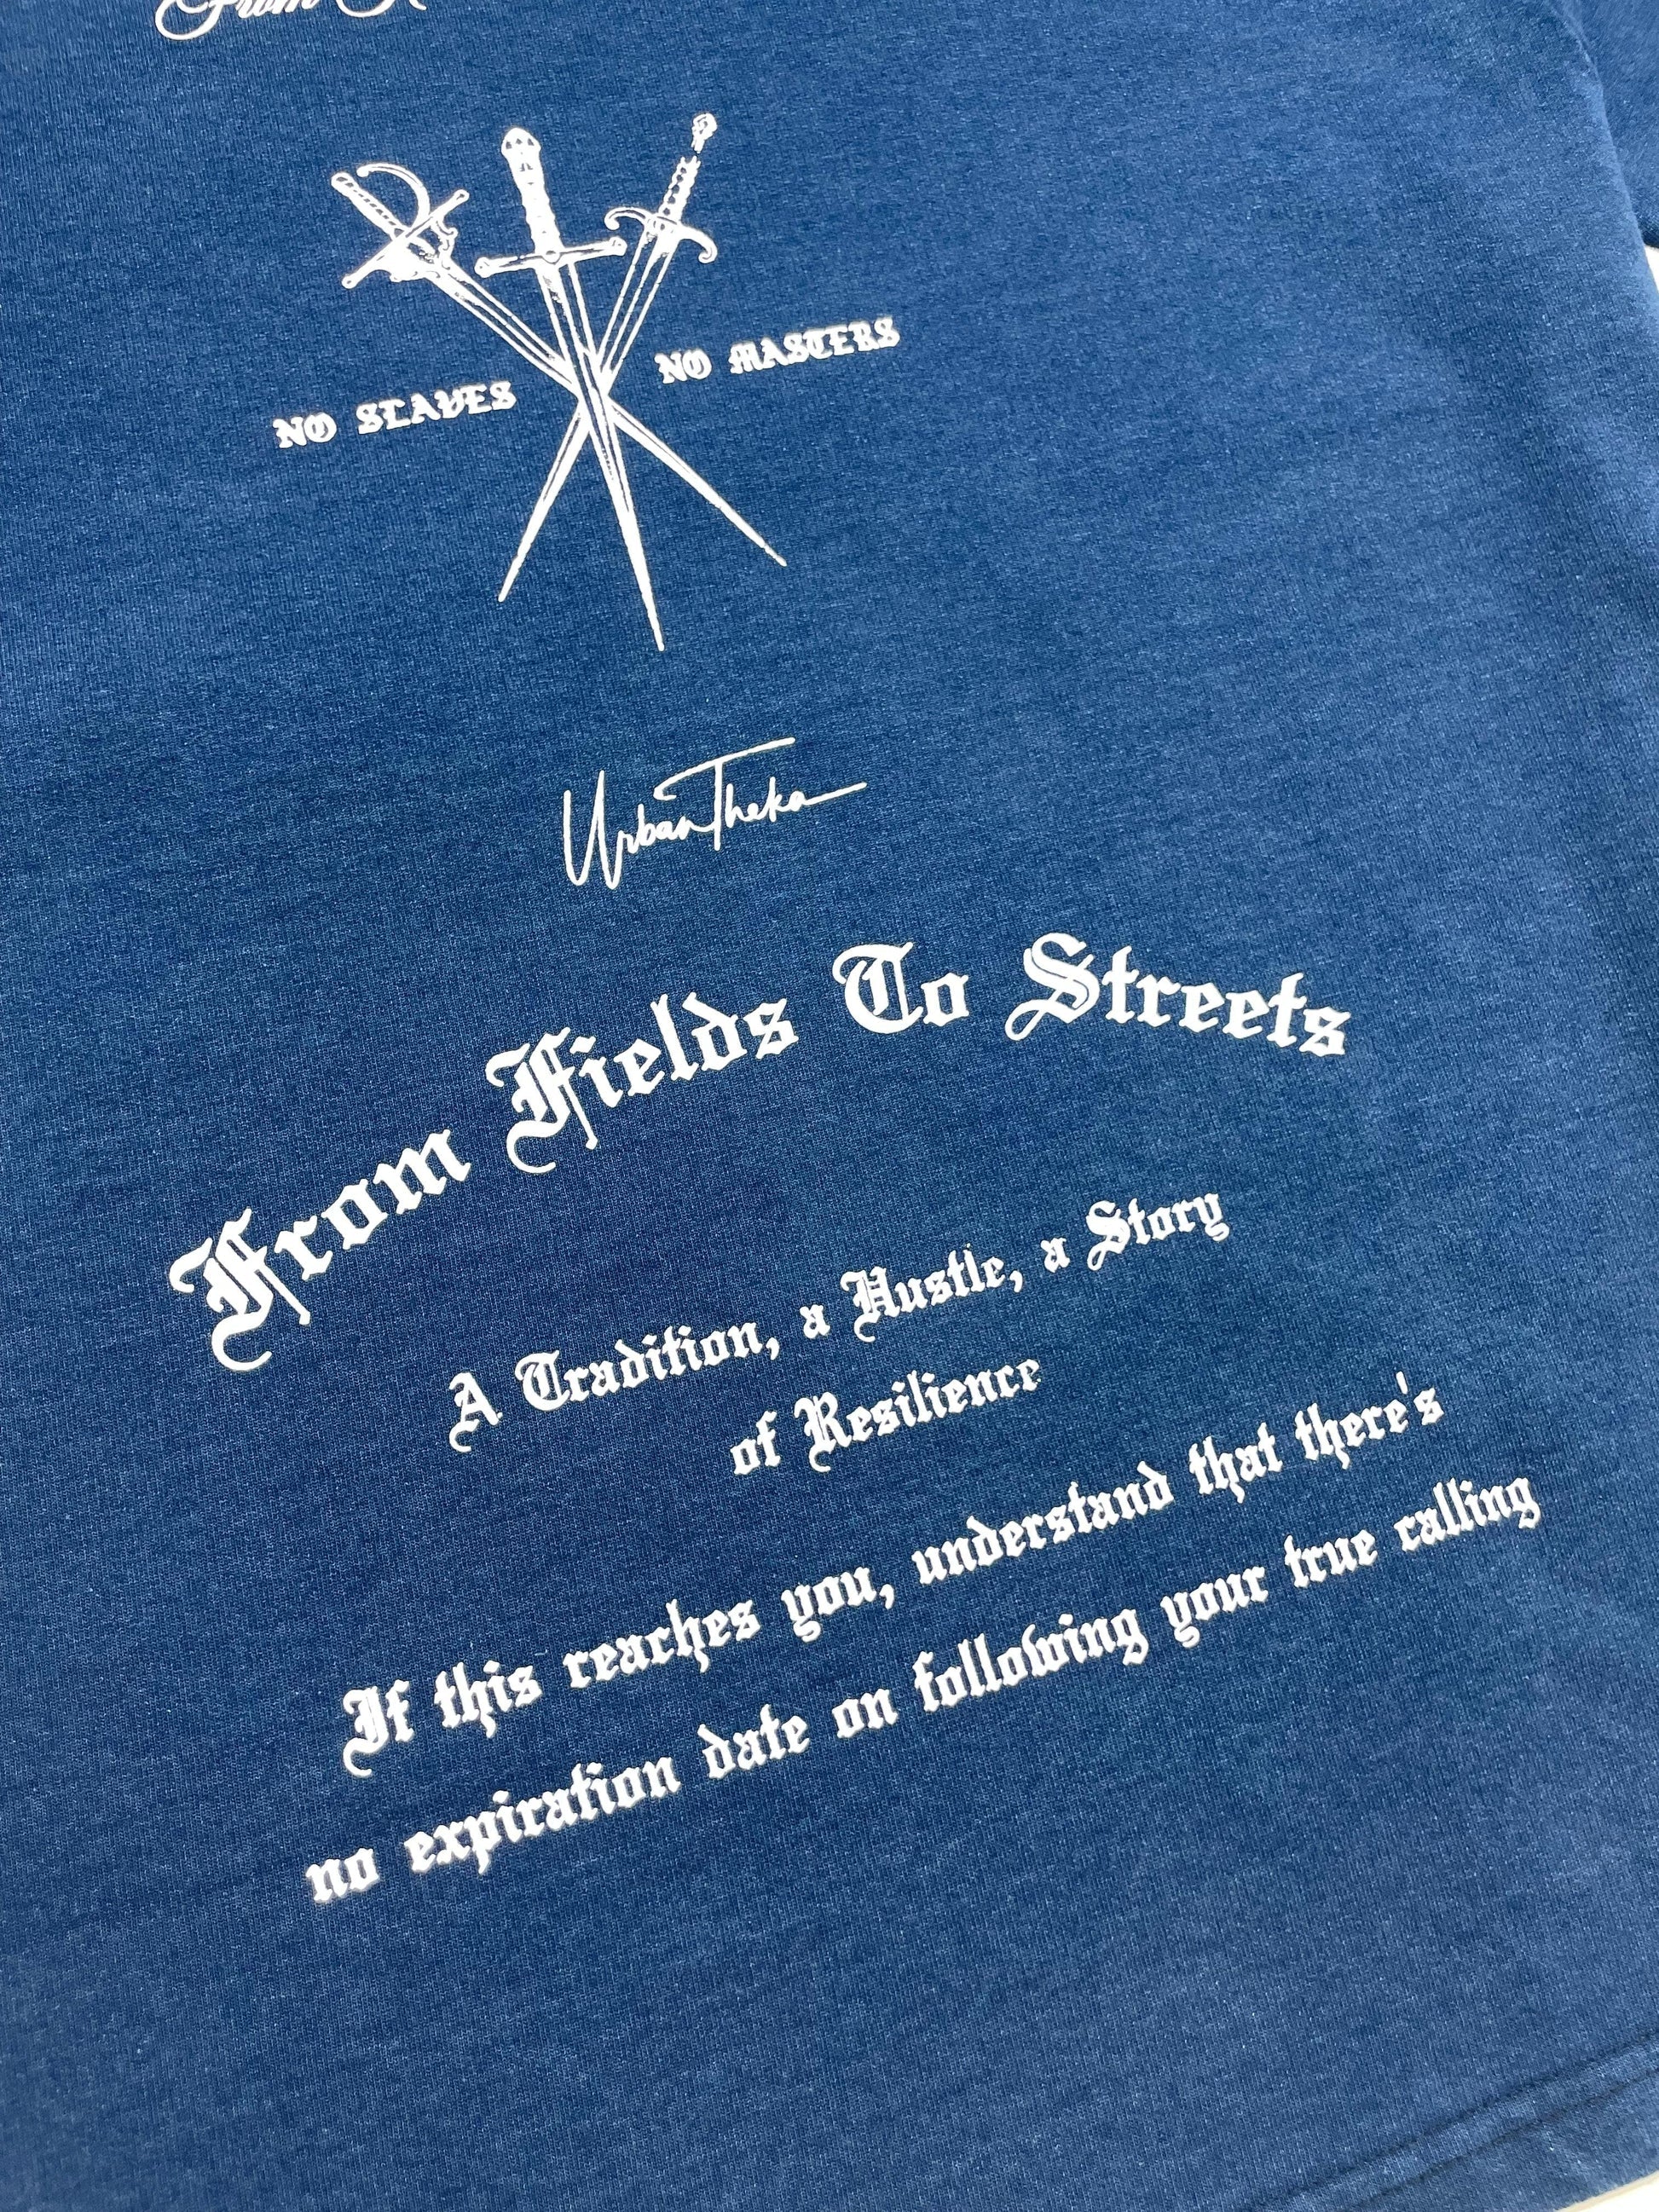 From
NO SLAVES NO MASTERS
UrbanTheka
From Fields To Streets
A Tradition, a Hustle, a Story
of Resilience
If this reaches you, understand that there's
no expiration date on following your true calling